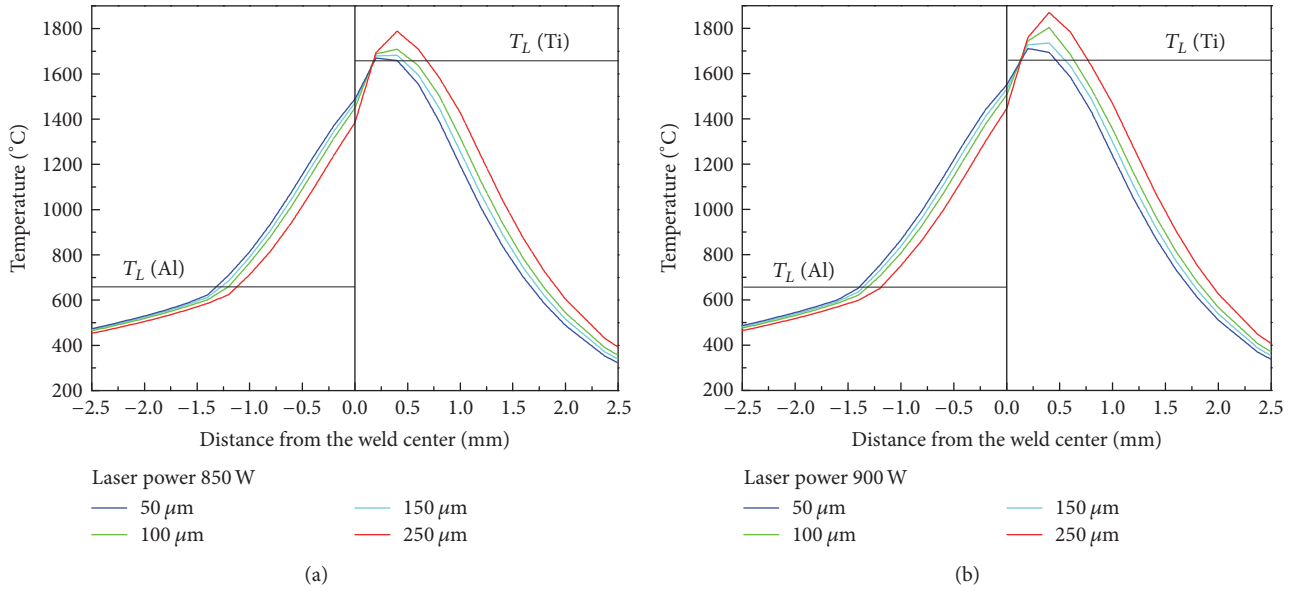 1800
1600
1400
1200
1000
800
600
400
200
Temperature (°C)
T_L (Ti)
T_L (Al)
−2.5 −2.0 −1.5 −1.0 −0.5 0.0 0.5 1.0 1.5 2.0 2.5
Distance from the weld center (mm)
Laser power 850 W
50 μm 150 μm
100 μm 250 μm
(a)
1800
1600
1400
1200
1000
800
600
400
200
Temperature (°C)
T_L (Ti)
T_L (Al)
−2.5 −2.0 −1.5 −1.0 −0.5 0.0 0.5 1.0 1.5 2.0 2.5
Distance from the weld center (mm)
Laser power 900 W
50 μm 150 μm
100 μm 250 μm
(b)